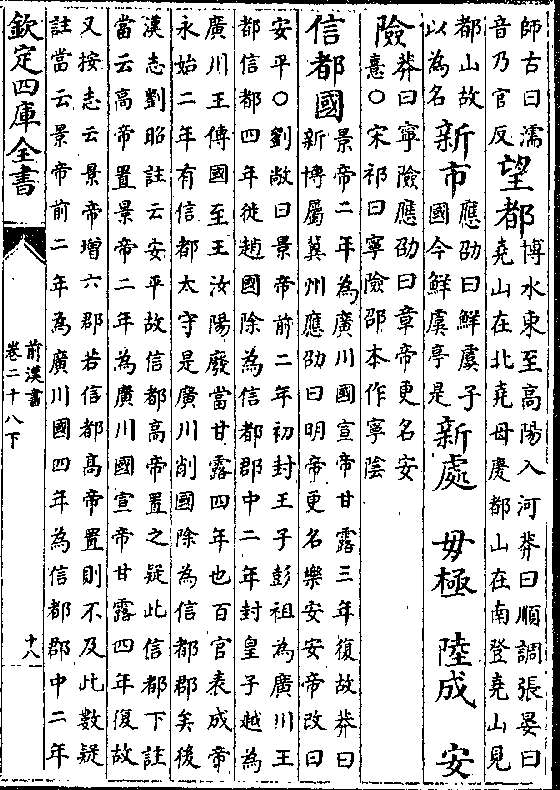 師古曰濡
音乃官反
望都
博水東至高陽入河莽曰順調張晏曰
堯山在北堯母慶都山在南登堯山見
都山故
以為名
新市
應劭曰鮮虞子
國今鮮虞亭是
新處 毋極 陸成 安
險
莽曰寧險應劭曰章帝更名安
憙○宋祁曰寧險邵本作寧陰
信都國
景帝二年為廣川國宣帝甘露三年復故莽曰
新博屬冀州應劭曰明帝更名樂安安帝改曰
安平○劉敞曰景帝前二年初封王子彭祖為廣川王
都信都四年徙趙國除為信都郡中二年封皇子越為
廣川王傳國至王汝陽廢當甘露四年也百官表成帝
永始二年有信都太守是廣川削國除為信都郡矣後
漢志劉昭註云安平故信都高帝置之疑此信都下註
當云高帝置景帝二年為廣川國宣帝甘露四年復故
又按志云景帝增六郡若信都高帝置則不及此數疑
註當云景帝前二年為廣川國四年為信都郡中二年
欽定四庫全書
前漢書
卷二十八下
十八